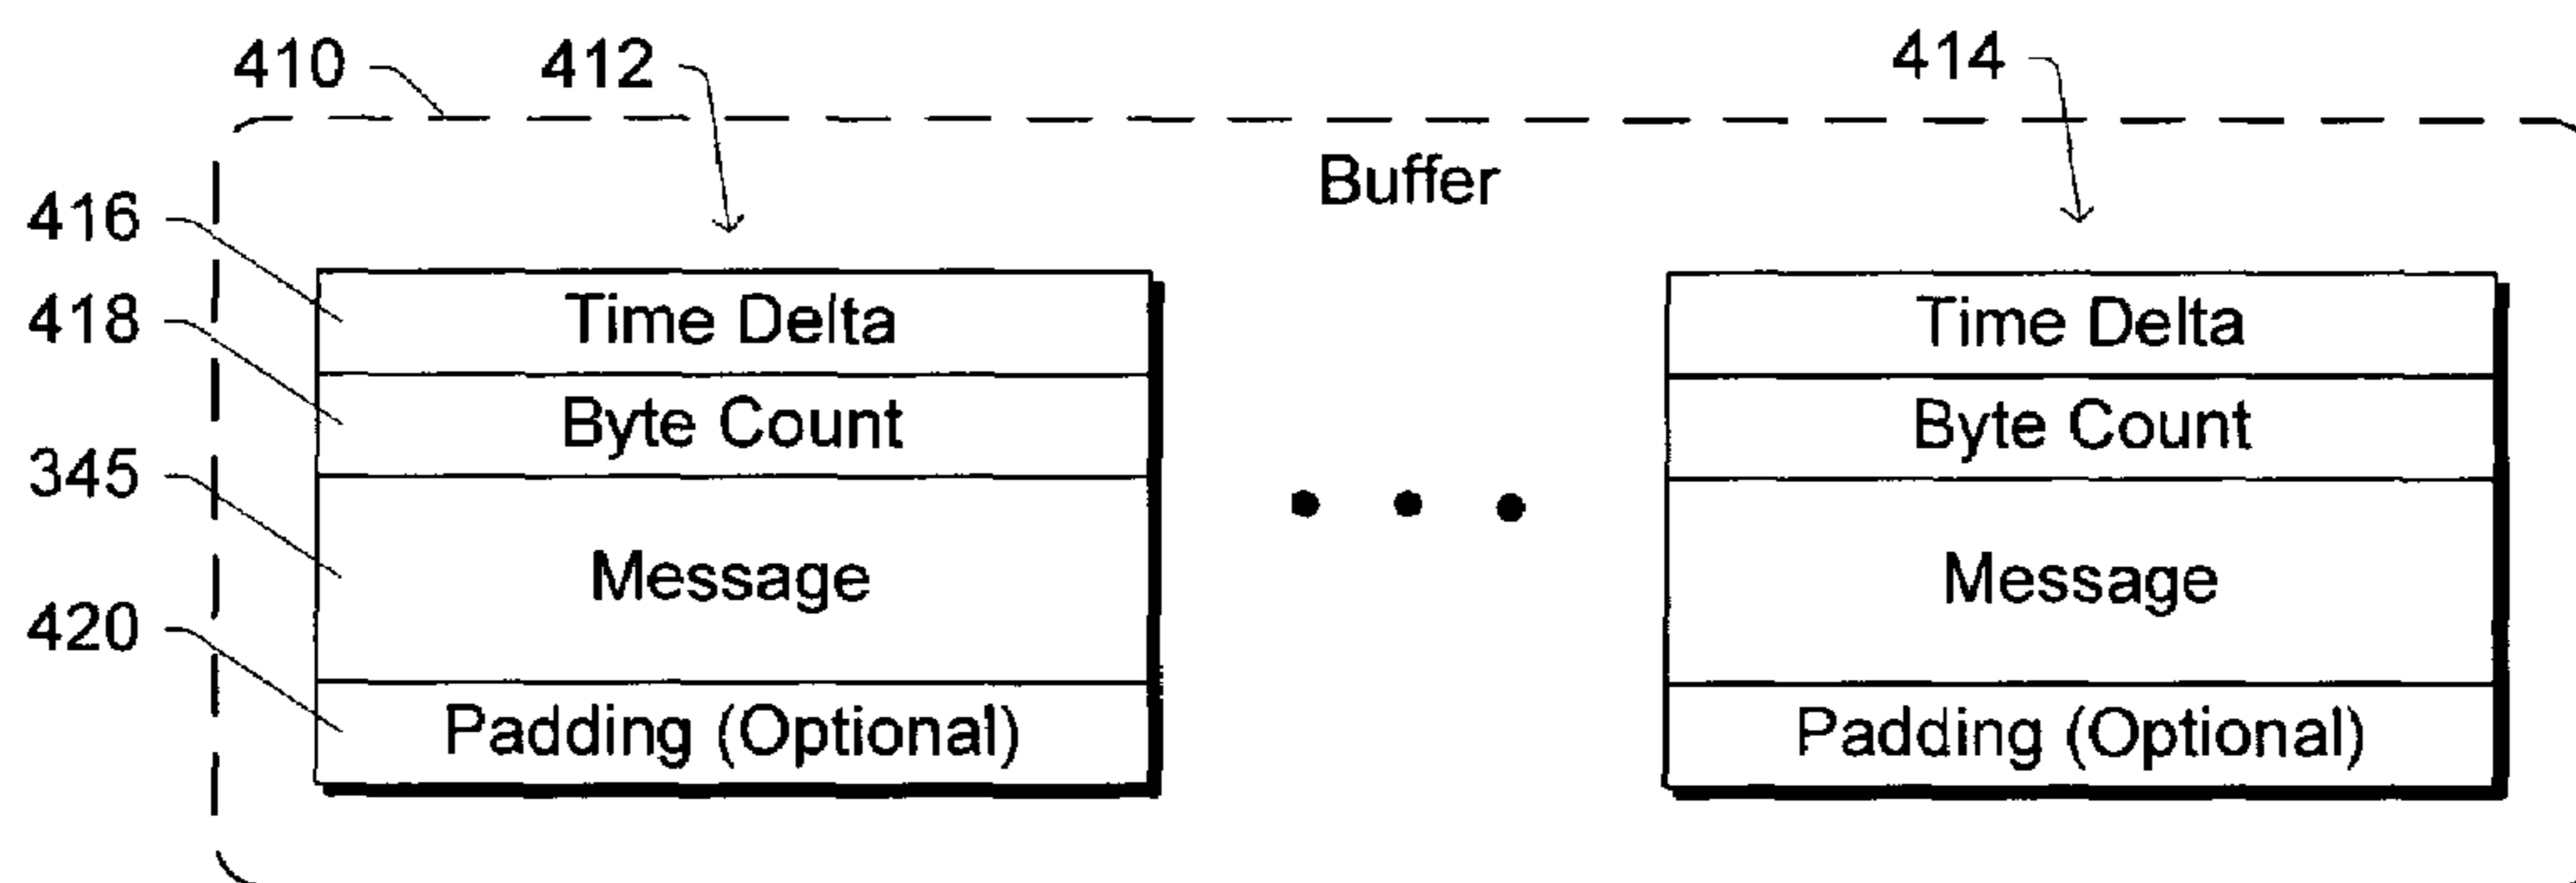 410 412 414
Buffer
416 Time Delta Time Delta
418 Byte Count Byte Count
345 Message Message
420 Padding (Optional) Padding (Optional)